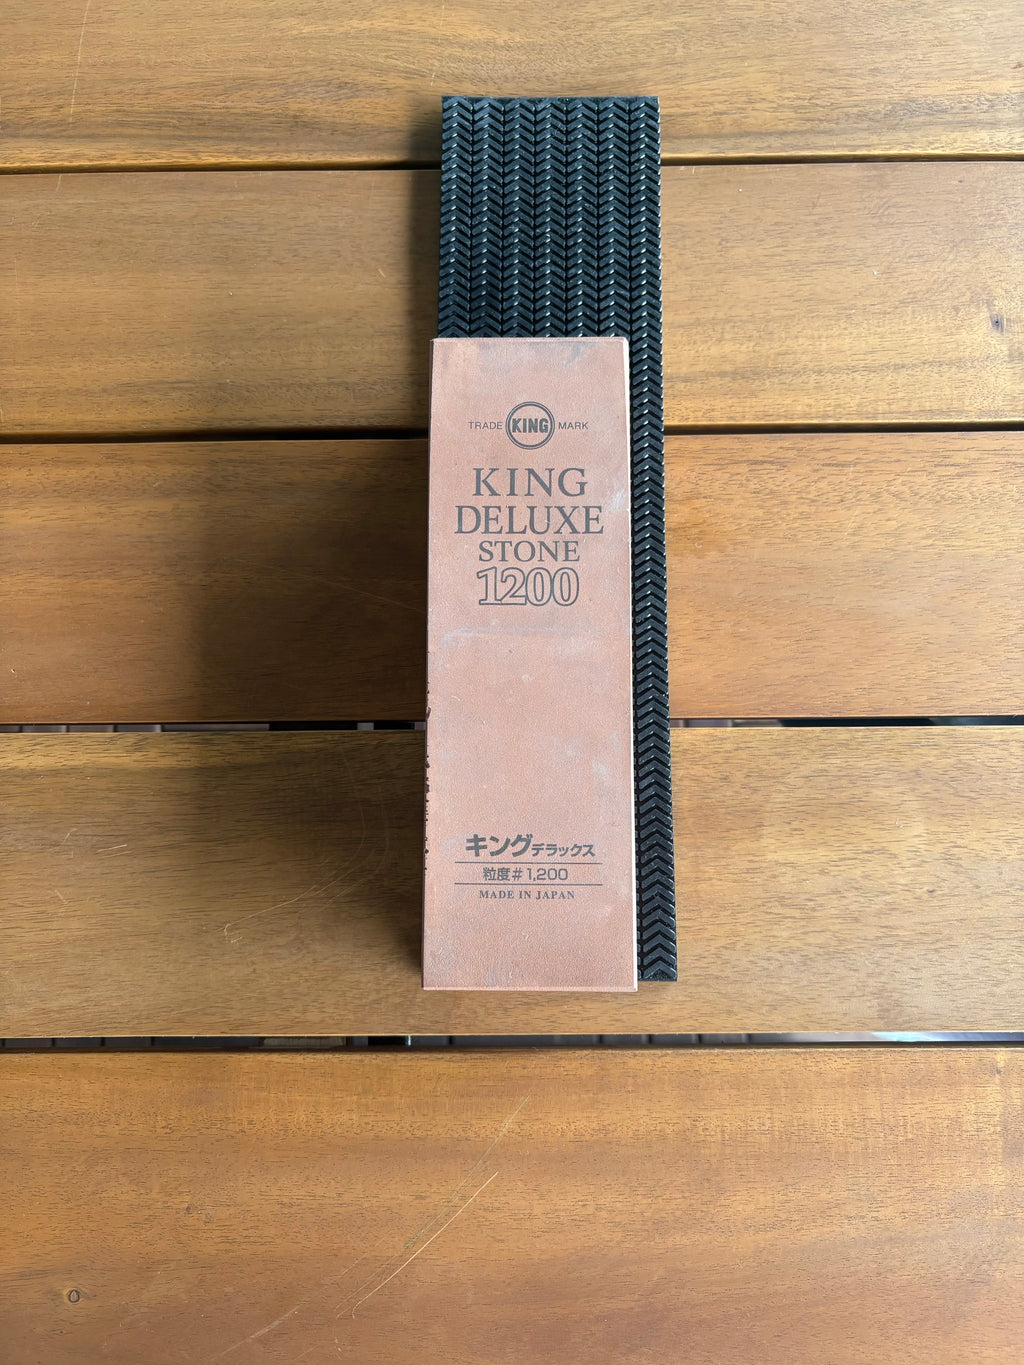 TRADE KING MARK
KING
DELUXE
STONE
1200
キングデラックス
粒度#1,200
MADE IN JAPAN